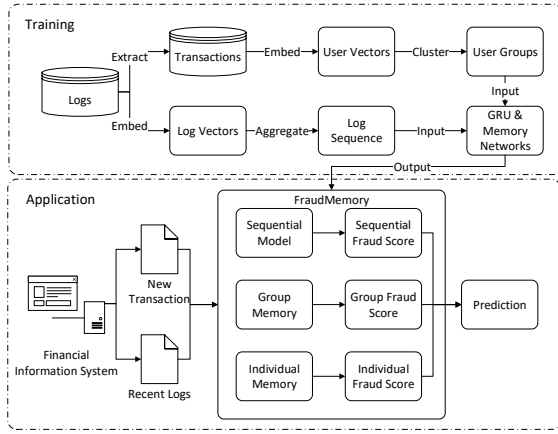 Training
Extract
Transactions
Embed
User Vectors
Cluster
User Groups
Logs
Input
Embed
Log Vectors
Aggregate
Log
Sequence
Input
GRU &
Memory
Networks
Output
Application
FraudMemory
Sequential
Model
Sequential
Fraud Score
New
Transaction
Group
Memory
Group Fraud
Score
Prediction
Financial
Information System
Recent Logs
Individual
Memory
Individual
Fraud Score